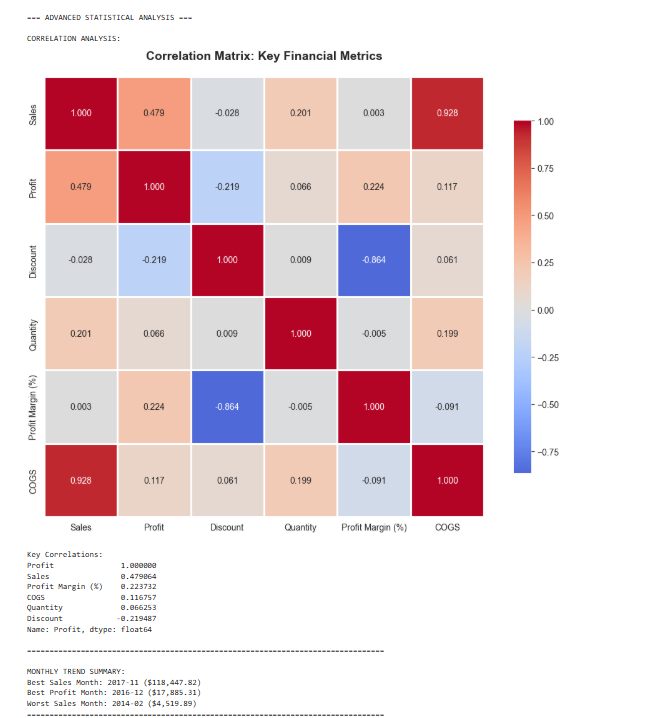 === ADVANCED STATISTICAL ANALYSIS ===
CORRELATION ANALYSIS:
Correlation Matrix: Key Financial Metrics
Sales 1.000 0.479 -0.028 0.201 0.003 0.928
Profit 0.479 1.000 -0.219 0.066 0.224 0.117
Discount -0.028 -0.219 1.000 0.009 -0.864 0.061
Quantity 0.201 0.066 0.009 1.000 -0.005 0.199
Profit Margin (%) 0.003 0.224 -0.864 -0.005 1.000 -0.091
COGS 0.928 0.117 0.061 0.199 -0.091 1.000
Sales Profit Discount Quantity Profit Margin (%) COGS
1.00
0.75
0.50
0.25
0.00
-0.25
-0.50
-0.75
Key Correlations:
Profit 1.000000
Sales 0.479064
Profit Margin (%) 0.223732
COGS 0.116757
Quantity 0.066253
Discount -0.219487
Name: Profit, dtype: float64
================================================================================
MONTHLY TREND SUMMARY:
Best Sales Month: 2017-11 ($118,447.82)
Best Profit Month: 2016-12 ($17,885.31)
Worst Sales Month: 2014-02 ($4,519.89)
================================================================================